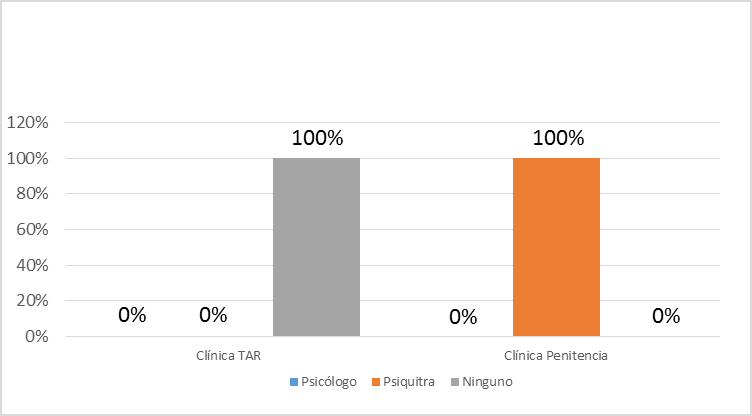 120%
100%
80%
60%
40%
20%
0%
100%
100%
0%
0%
0%
0%
Clínica TAR
Clínica Penitencia
Psicólogo
Psiquítra
Ninguno